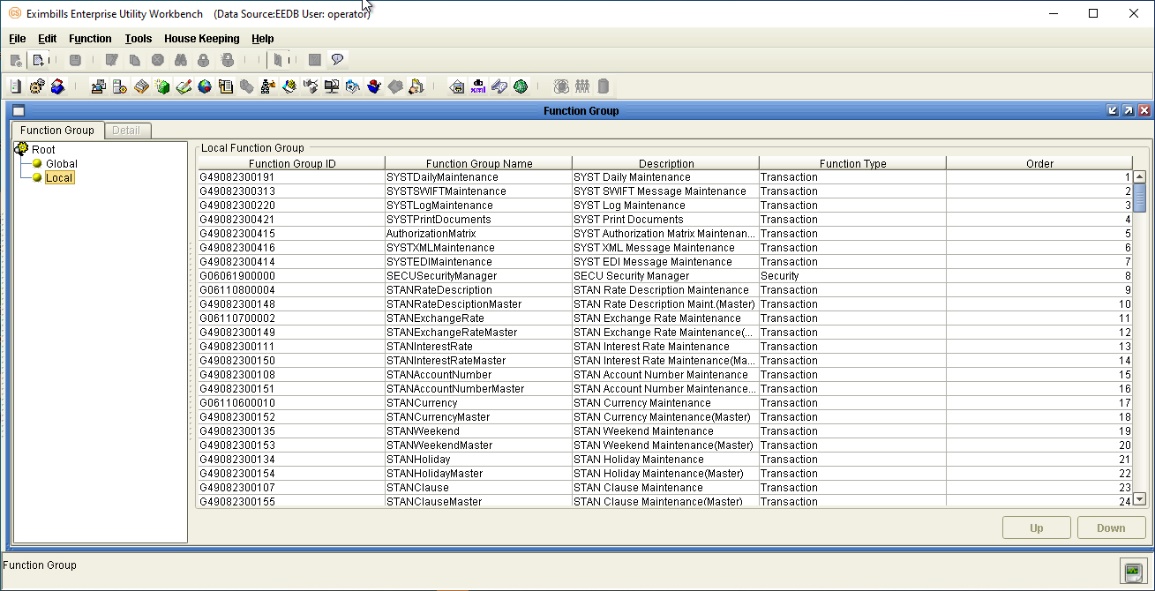 Eximbills Enterprise Utility Workbench (Data Source:EEDB User: operator)
File Edit Function Tools House Keeping Help
Function Group
Function Group Detail
Root
Global
Local
Local Function Group
Function Group ID Function Group Name Description Function Type Order
G49082300191 SYSTDailyMaintenance SYST Daily Maintenance Transaction 1
G49082300313 SYSTSWIFTMaintenance SYST SWIFT Message Maintenance Transaction 2
G49082300220 SYSTLogMaintenance SYST Log Maintenance Transaction 3
G49082300421 SYSTPrintDocuments SYST Print Documents Transaction 4
G49082300415 AuthorizationMatrix SYST Authorization Matrix Maintenan... Transaction 5
G49082300416 SYSTXMLMaintenance SYST XML Message Maintenance Transaction 6
G49082300414 SYSTEDIMaintenance SYST EDI Message Maintenance Transaction 7
G06061900000 SECUSecurityManager SECU Security Manager Security 8
G06110800004 STANRateDescription STAN Rate Description Maintenance Transaction 9
G49082300148 STANRateDesciptionMaster STAN Rate Description Maint.(Master) Transaction 10
G06110700002 STANExchangeRate STAN Exchange Rate Maintenance Transaction 11
G49082300149 STANExchangeRateMaster STAN Exchange Rate Maintenance(... Transaction 12
G49082300111 STANInterestRate STAN Interest Rate Maintenance Transaction 13
G49082300150 STANInterestRateMaster STAN Interest Rate Maintenance(Ma... Transaction 14
G49082300108 STANAccountNumber STAN Account Number Maintenance Transaction 15
G49082300151 STANAccountNumberMaster STAN Account Number Maintenance... Transaction 16
G06110600010 STANCurrency STAN Currency Maintenance Transaction 17
G49082300152 STANCurrencyMaster STAN Currency Maintenance(Master) Transaction 18
G49082300135 STANWeekend STAN Weekend Maintenance Transaction 19
G49082300153 STANWeekendMaster STAN Weekend Maintenance(Master) Transaction 20
G49082300134 STANHoliday STAN Holiday Maintenance Transaction 21
G49082300154 STANHolidayMaster STAN Holiday Maintenance(Master) Transaction 22
G49082300107 STANClause STAN Clause Maintenance Transaction 23
G49082300155 STANClauseMaster STAN Clause Maintenance(Master) Transaction 24
Up Down
Function Group